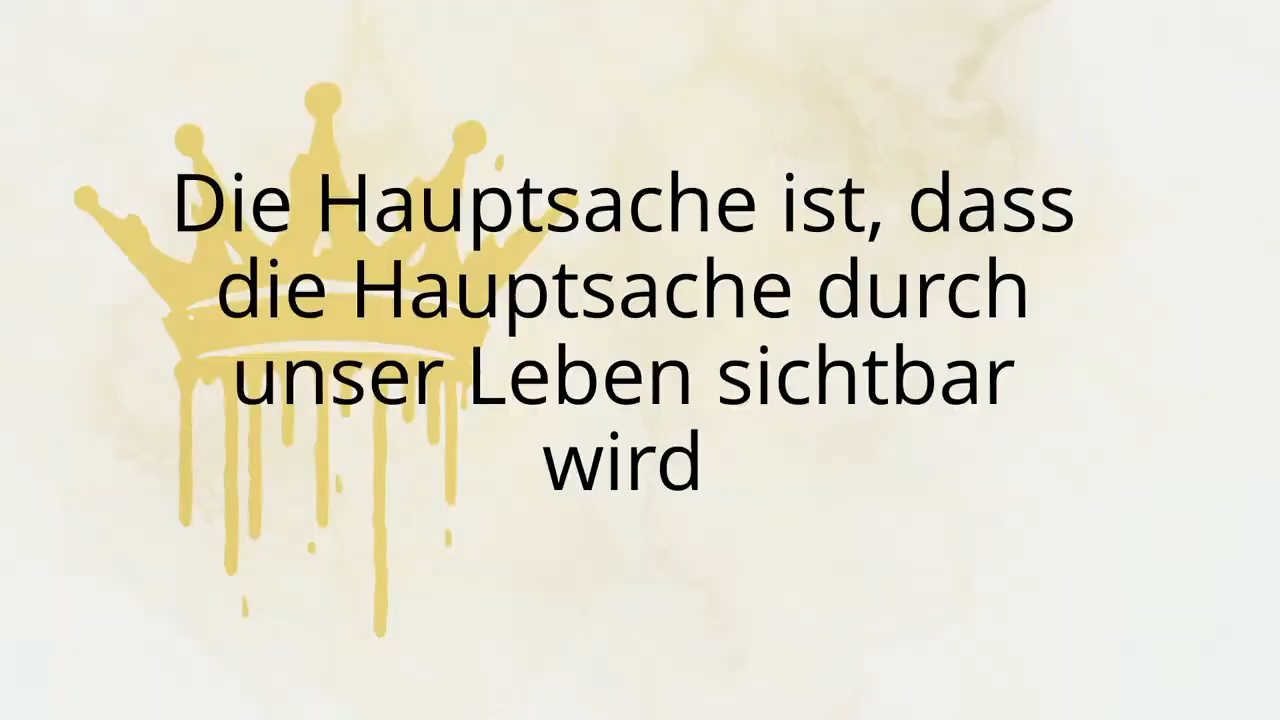 Die Hauptsache ist, dass
die Hauptsache durch
unser Leben sichtbar
wird